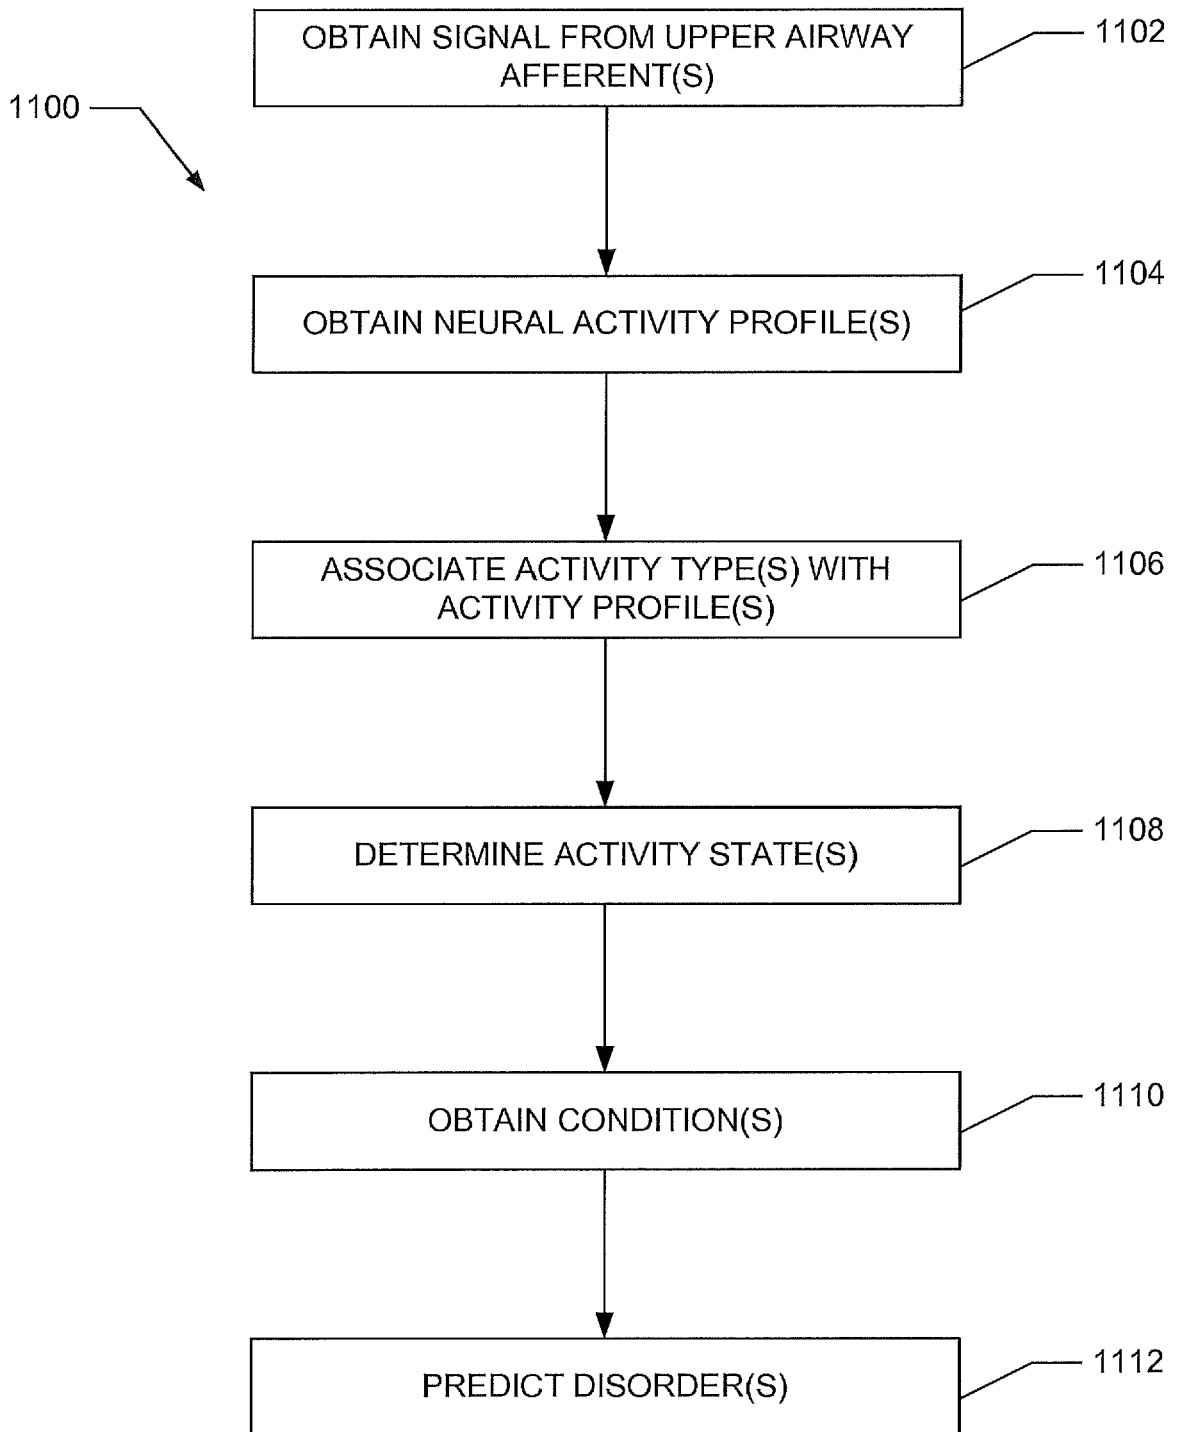 OBTAIN SIGNAL FROM UPPER AIRWAY
AFFERENT(S)
1102
1100
1104
OBTAIN NEURAL ACTIVITY PROFILE(S)
ASSOCIATE ACTIVITY TYPE(S) WITH
ACTIVITY PROFILE(S)
1106
DETERMINE ACTIVITY STATE(S)
1108
OBTAIN CONDITION(S)
1110
PREDICT DISORDER(S)
1112